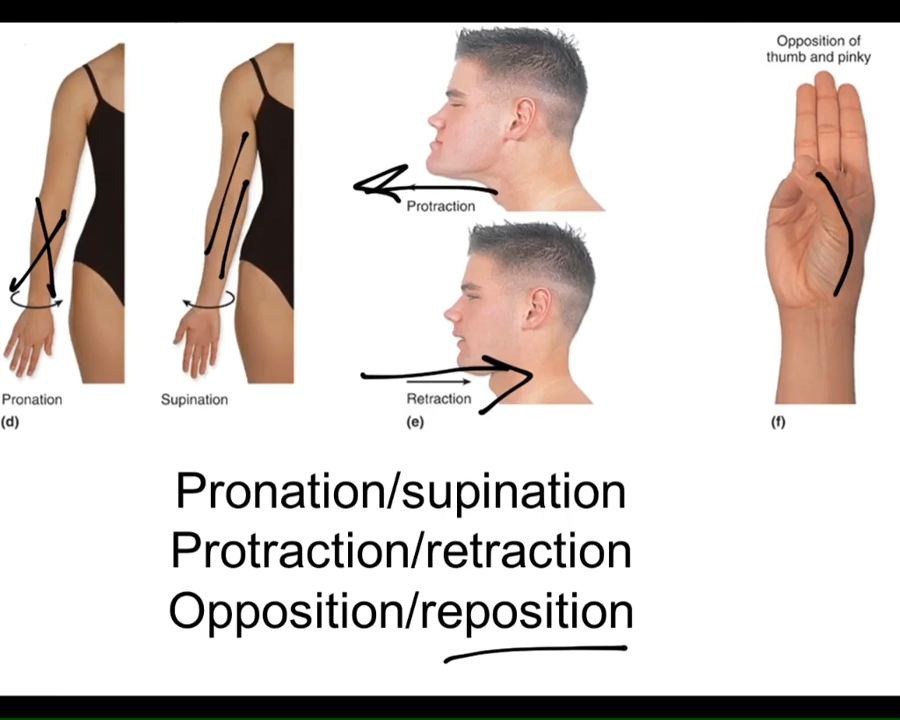 Opposition of
thumb and pinky
Protraction
Retraction
Pronation
Supination
(d)
(e)
(f)
Pronation/supination
Protraction/retraction
Opposition/reposition